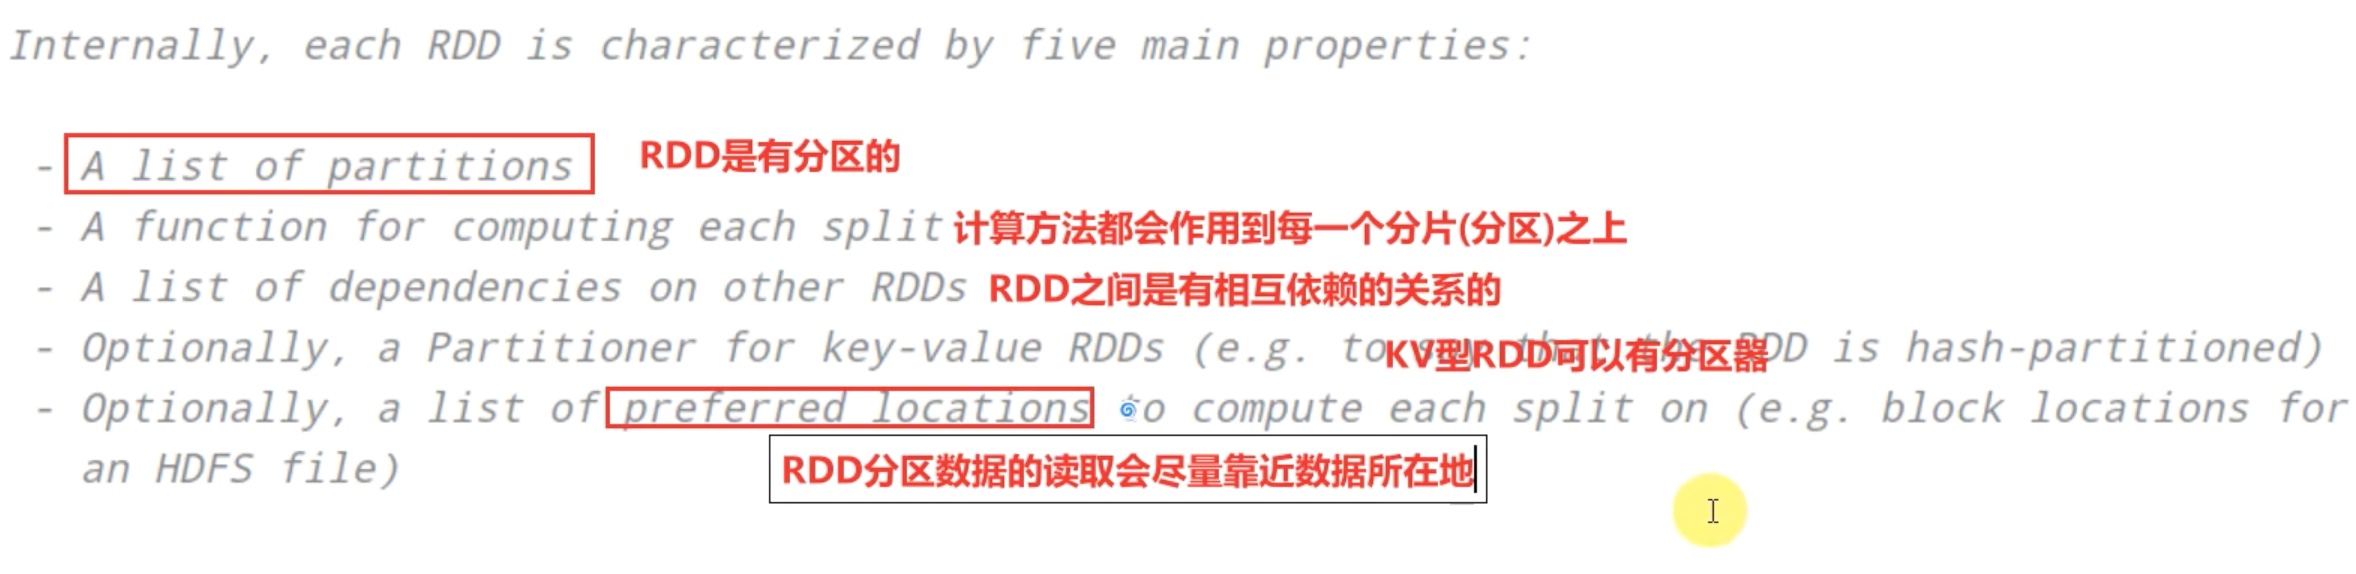 Internally, each RDD is characterized by five main properties:
- A list of partitions RDD是有分区的
- A function for computing each split 计算方法都会作用到每一个分片(分区)之上
- A list of dependencies on other RDDs RDD之间是有相互依赖的关系的
- Optionally, a Partitioner for key-value RDDs (e.g. to say that the RDD is hash-partitioned)
KV型RDD可以有分区器
- Optionally, a list of preferred locations to compute each split on (e.g. block locations for
an HDFS file)
RDD分区数据的读取会尽量靠近数据所在地